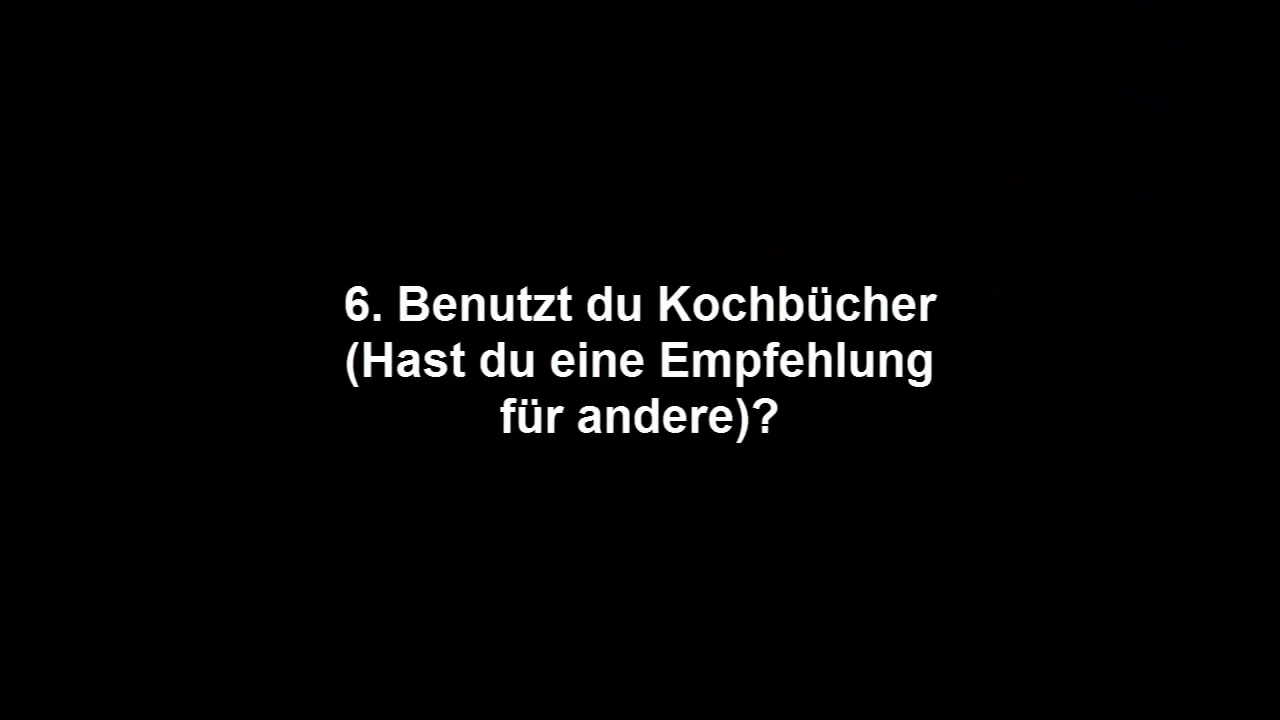 6. Benutzt du Kochbücher
(Hast du eine Empfehlung
für andere)?